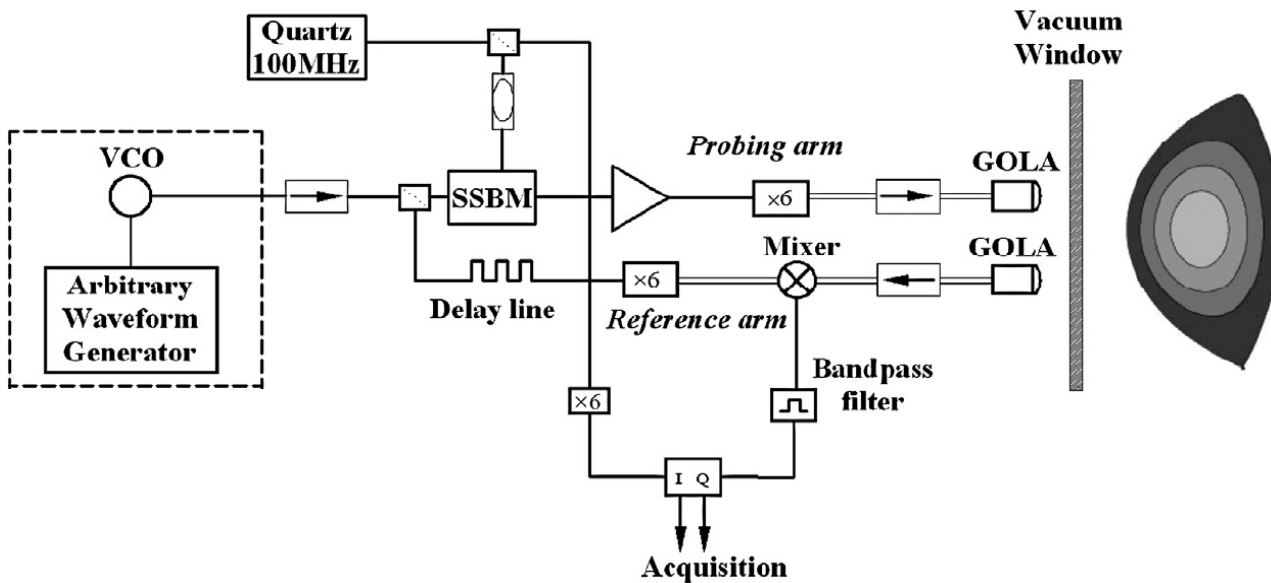 Quartz
100MHz
Vacuum
Window
VCO
Probing arm
GOLA
SSBM
×6
Mixer
GOLA
Arbitrary
Waveform
Generator
Delay line
×6
Reference arm
Bandpass
filter
×6
I Q
Acquisition